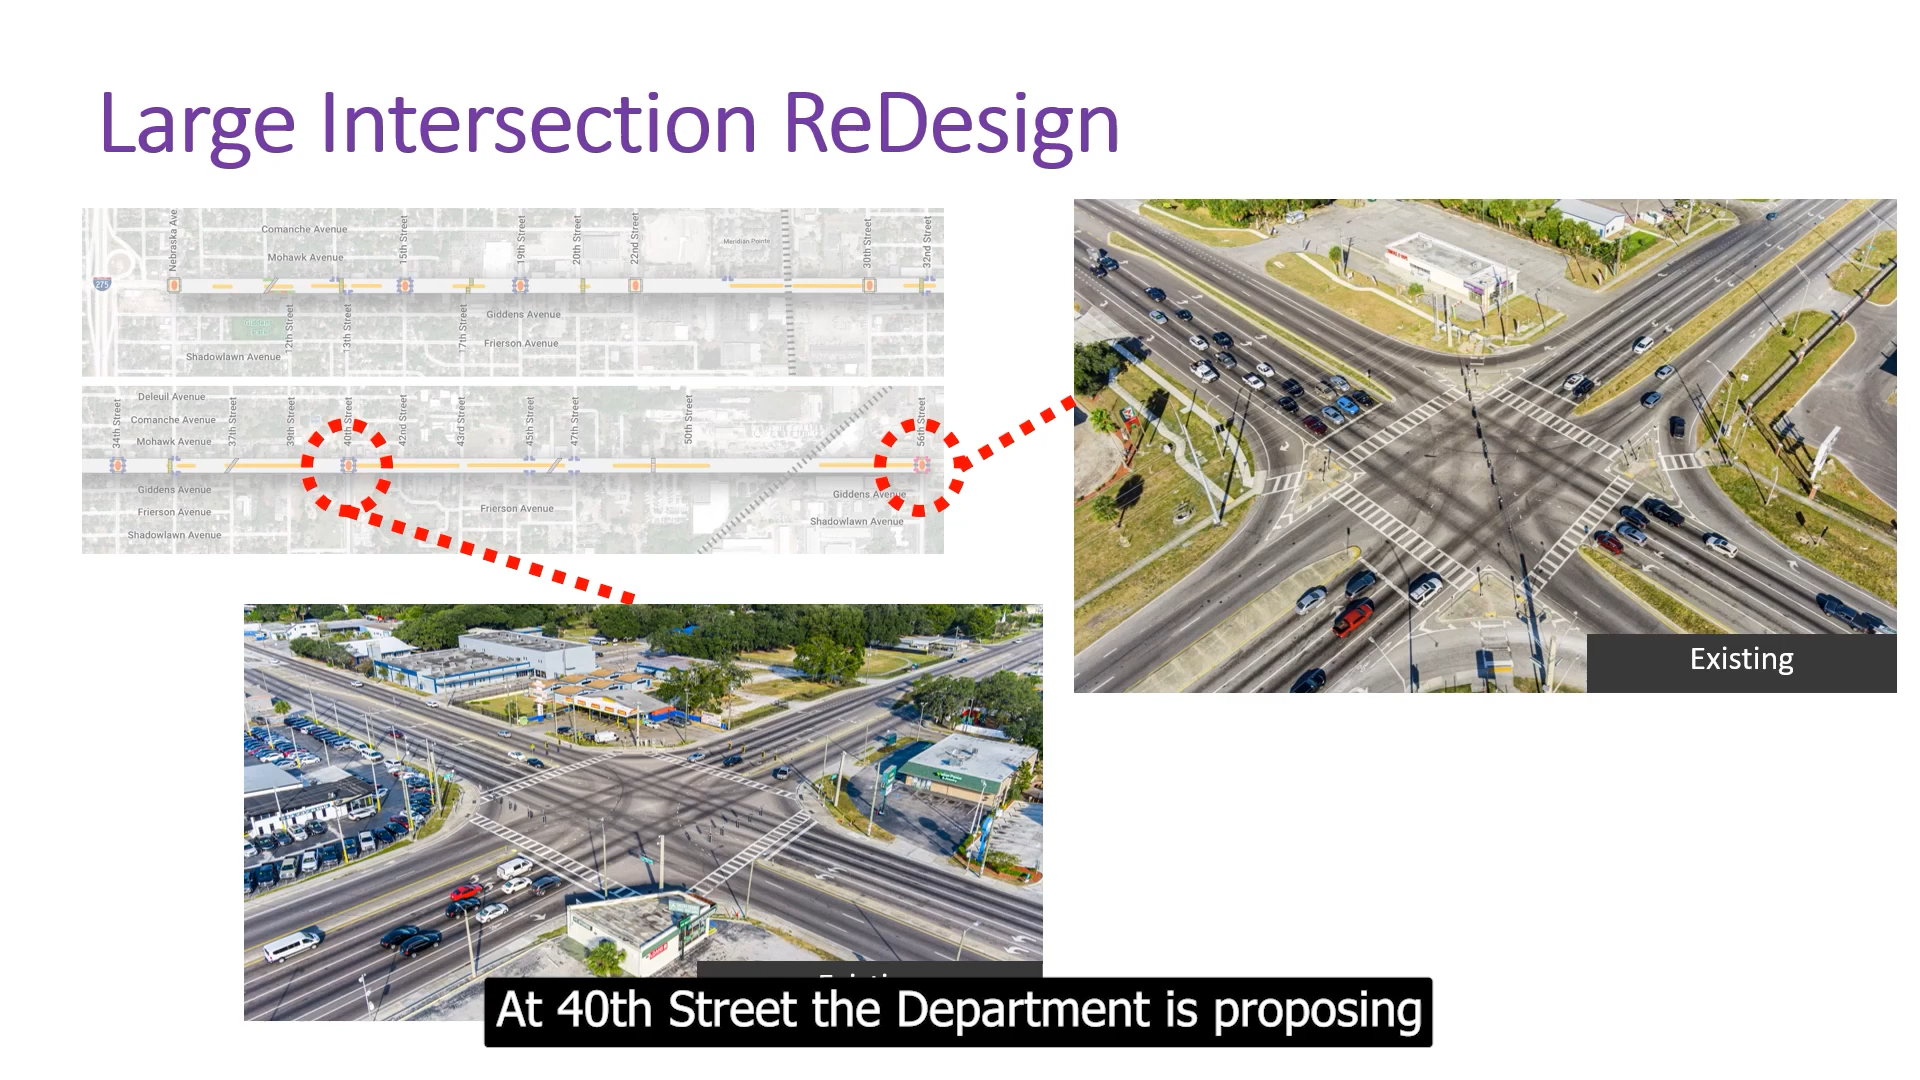 Large Intersection ReDesign
Nebraska Ave
Comanche Avenue
Mohawk Avenue
15th Street
19th Street
20th Street
22nd Street
Meridian Pointe
30th Street
32nd Street
275
12th Street
13th Street
17th Street
Giddens Avenue
Frierson Avenue
Shadowlawn Avenue
34th Street
Deleuil Avenue
Comanche Avenue
Mohawk Avenue
37th Street
39th Street
40th Street
42nd Street
43rd Street
45th Street
47th Street
50th Street
56th Street
Giddens Avenue
Frierson Avenue
Shadowlawn Avenue
Frierson Avenue
Giddens Avenue
Shadowlawn Avenue
Existing
At 40th Street the Department is proposing